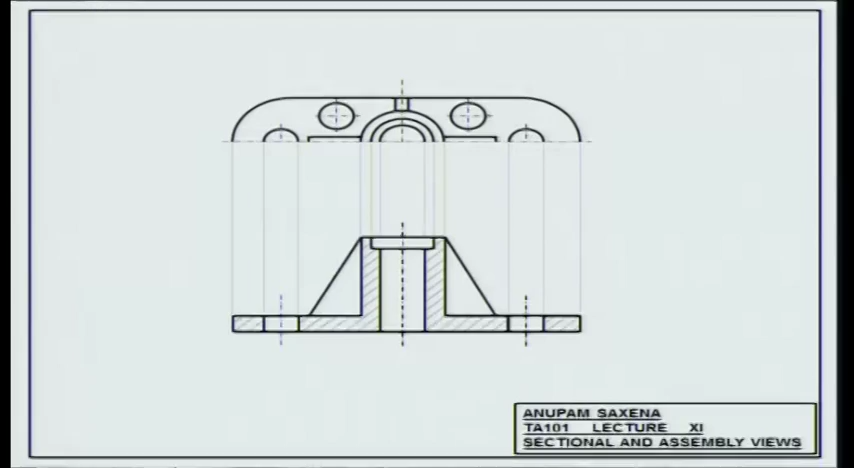 ANUPAM SAXENA
TA101 LECTURE XI
SECTIONAL AND ASSEMBLY VIEWS